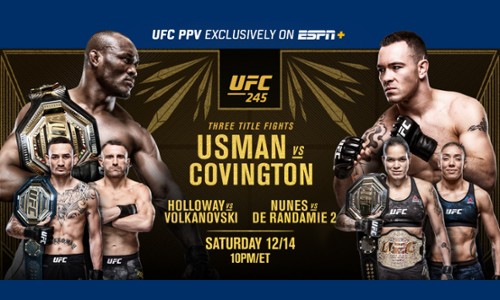 UFC PPV EXCLUSIVELY ON ESPN+
UFC
245
THREE TITLE FIGHTS
USMAN VS
COVINGTON
HOLLOWAY VS
VOLKANOVSKI
NUNES VS
DE RANDAMIE 2
SATURDAY 12/14
10PM/ET